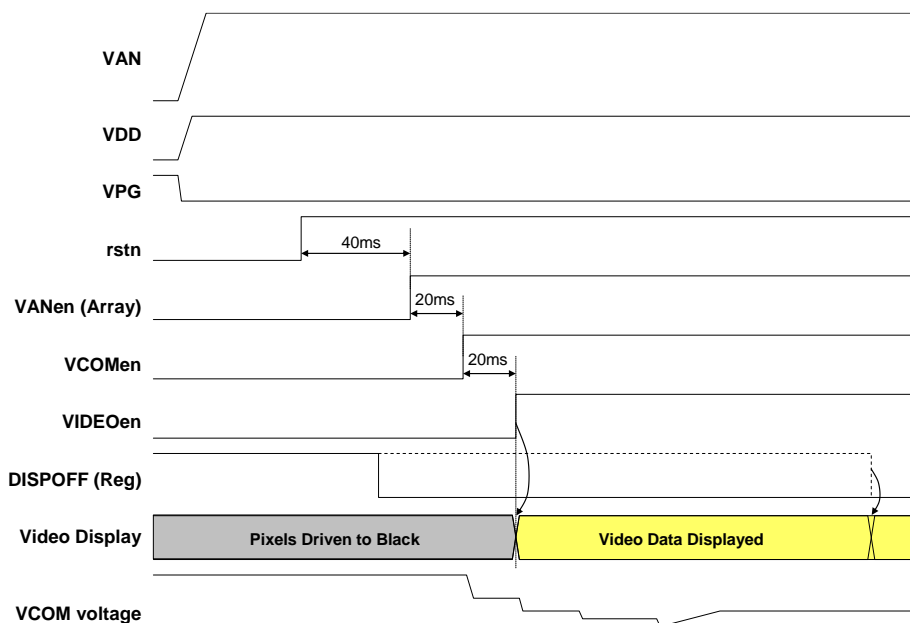 VAN
VDD
VPG
rstn
40ms
VANen (Array)
20ms
VCOMen
20ms
VIDEOen
DISPOFF (Reg)
Video Display
Pixels Driven to Black
Video Data Displayed
VCOM voltage